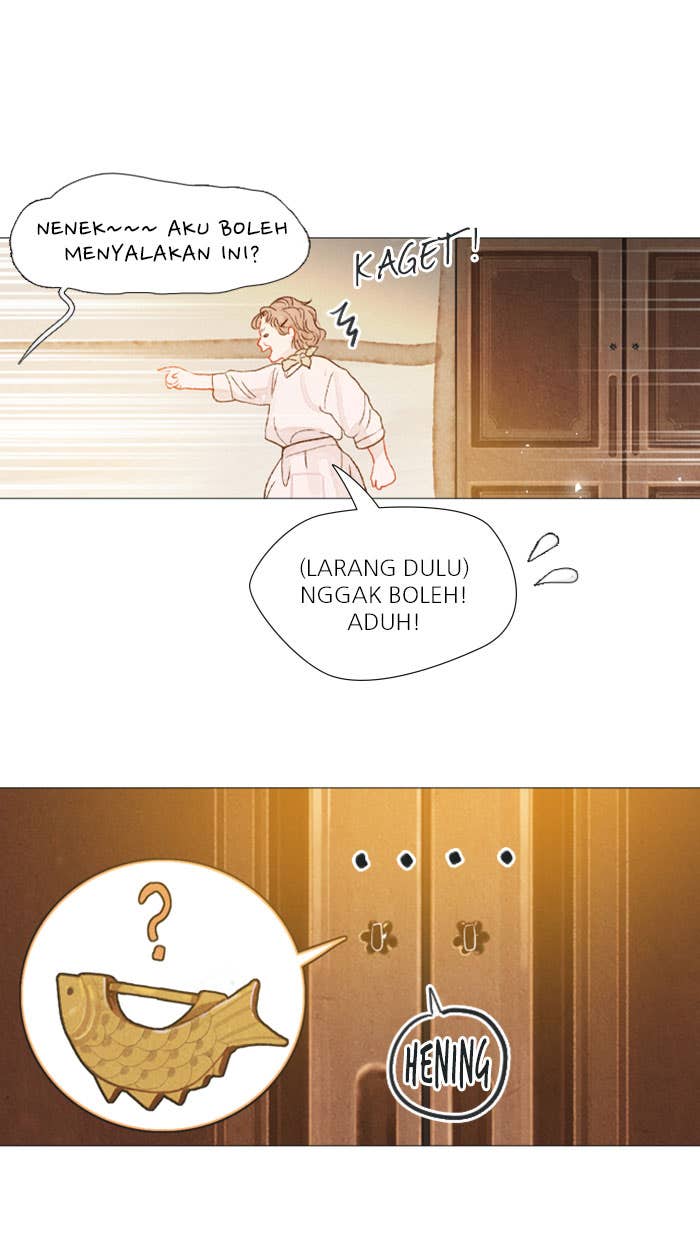 NENEK~~~ AKU BOLEH
MENYALAKAN INI?
KAGET!
(LARANG DULU)
NGGAK BOLEH!
ADUH!
?
HENING